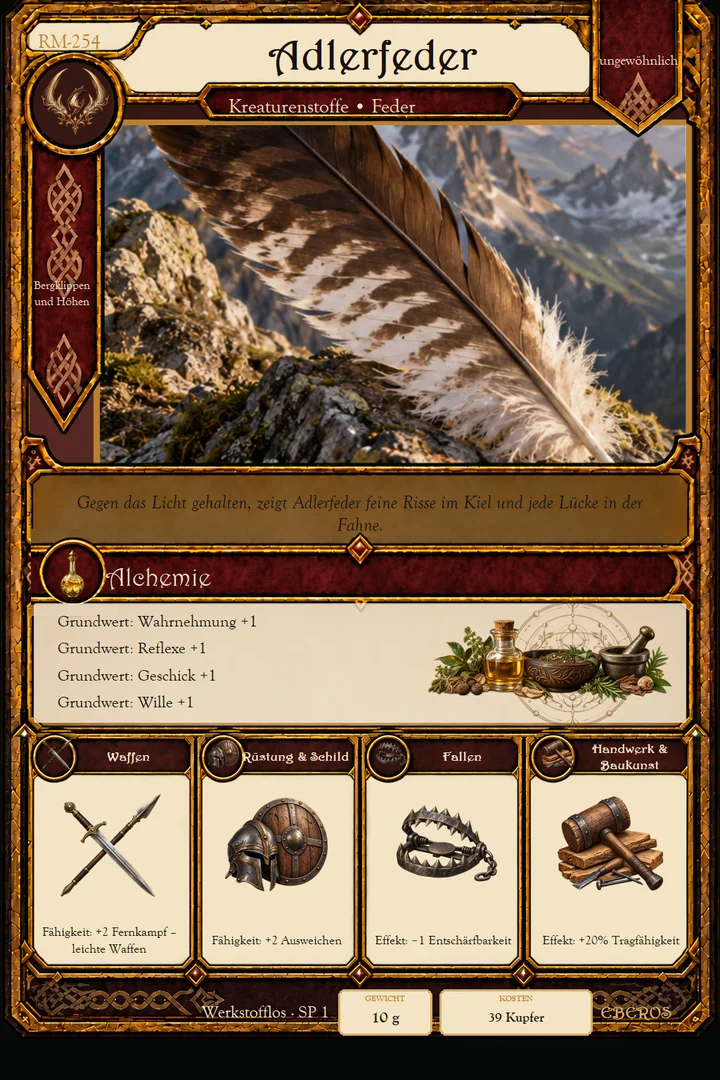 RM-254
Adlerfeder
ungewöhnlich
Kreaturenstoffe • Feder
Bergklippen
und Höhen
Gegen das Licht gehalten, zeigt Adlerfeder feine Risse im Kiel und jede Lücke in der
Fahne.
Alchemie
Grundwert: Wahrnehmung +1
Grundwert: Reflexe +1
Grundwert: Geschick +1
Grundwert: Wille +1
Waffen
Rüstung & Schild
Fallen
Handwerk &
Baukunst
Fähigkeit: +2 Fernkampf –
leichte Waffen
Fähigkeit: +2 Ausweichen
Effekt: −1 Entschärfbarkeit
Effekt: +20% Tragfähigkeit
Werkstofflos · SP 1
GEWICHT
10 g
KOSTEN
39 Kupfer
EBEROS